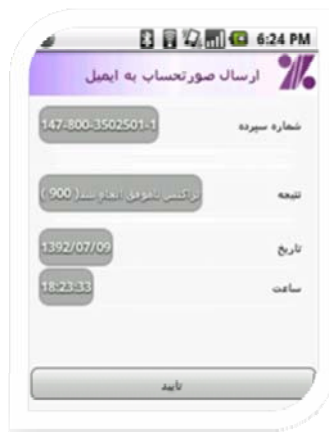 6:24 PM
ارسال صورتحساب به ایمیل
شماره سپرده
147-800-3502501-1
نتیجه
تراکنش ناموفق انجام شد( 900 )
تاریخ
1392/07/09
ساعت
18:23:33
تایید